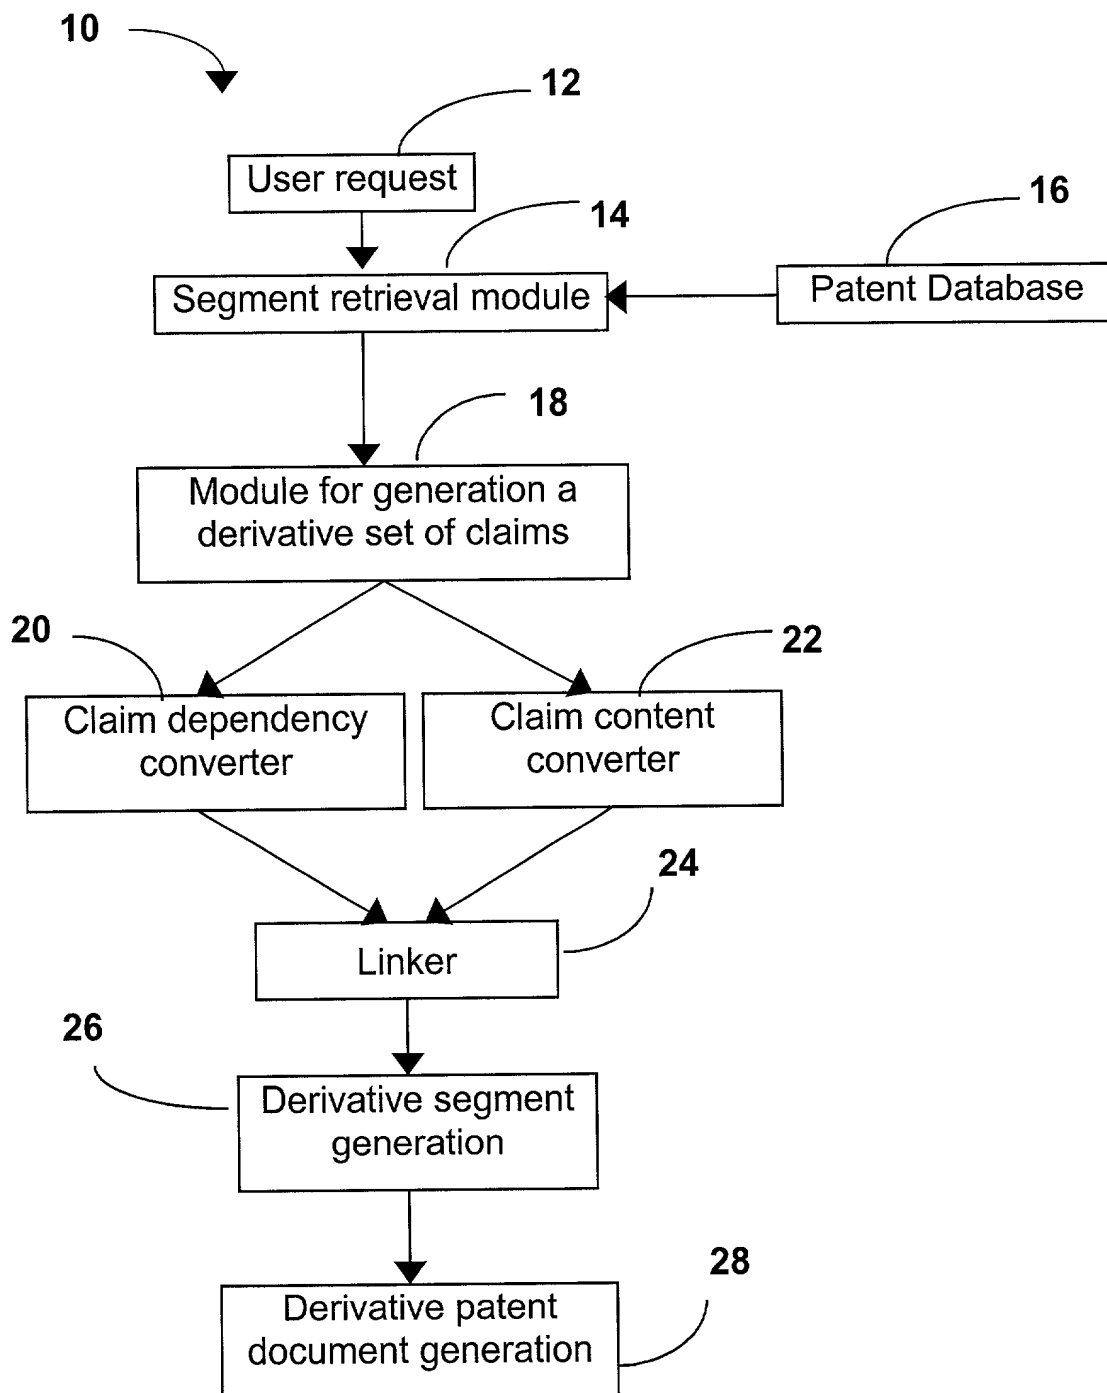 10
12
User request
14
16
Segment retrieval module
Patent Database
18
Module for generation a
derivative set of claims
20
22
Claim dependency
converter
Claim content
converter
24
Linker
26
Derivative segment
generation
28
Derivative patent
document generation